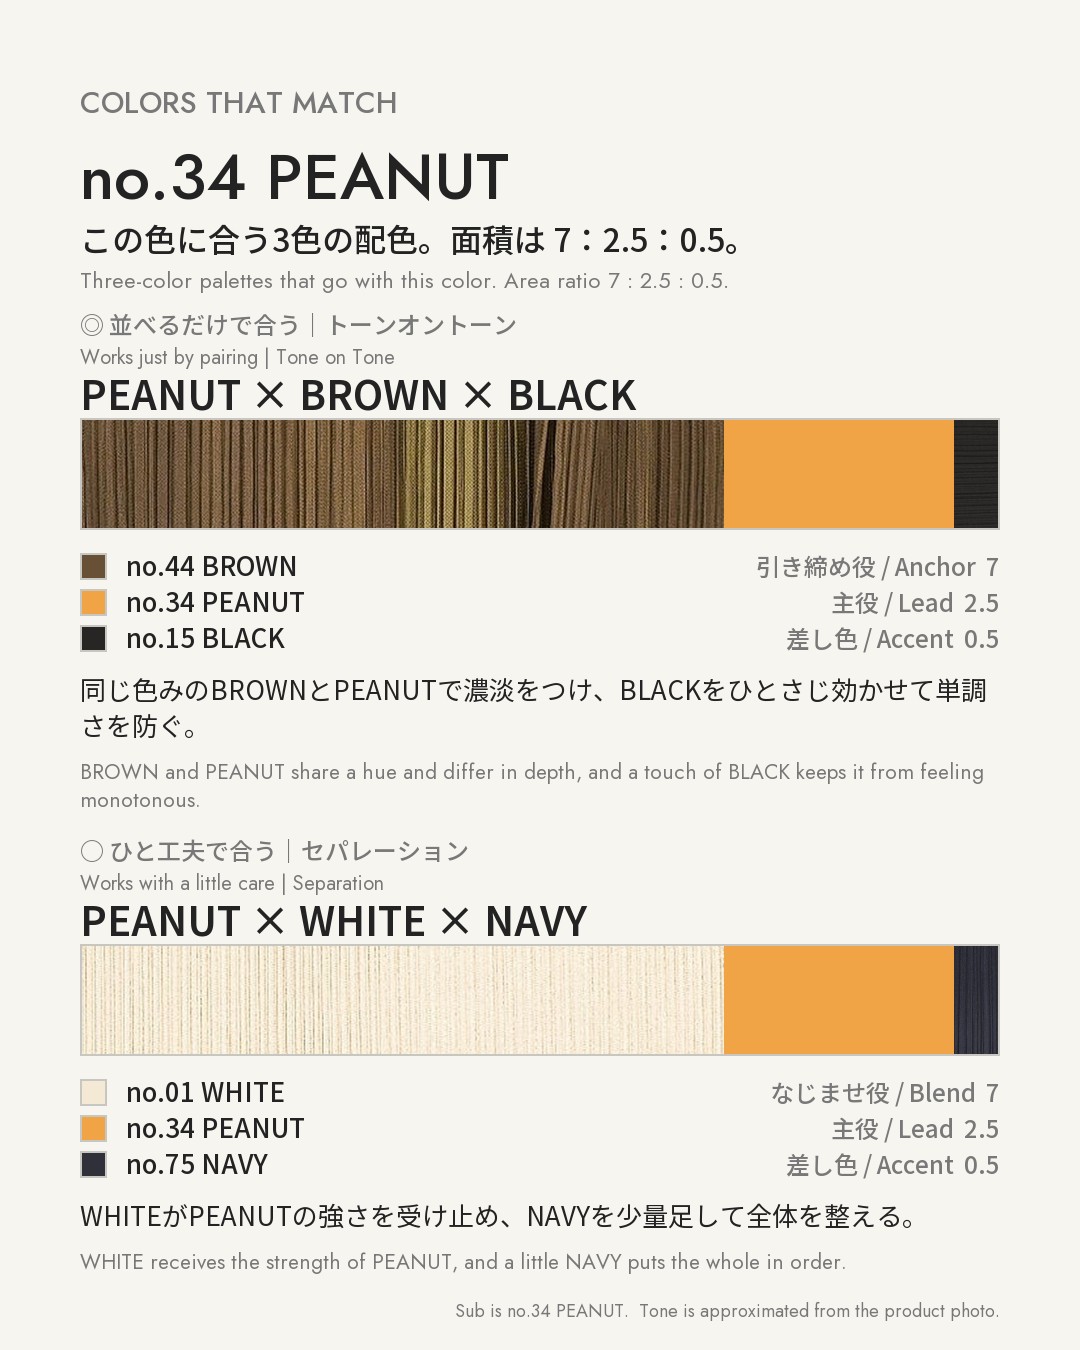 COLORS THAT MATCH
no.34 PEANUT
この色に合う3色の配色。面積は 7：2.5：0.5。
Three-color palettes that go with this color. Area ratio 7 : 2.5 : 0.5.
◎ 並べるだけで合う｜トーンオントーン
Works just by pairing | Tone on Tone
PEANUT × BROWN × BLACK
no.44 BROWN 引き締め役 / Anchor 7
no.34 PEANUT 主役 / Lead 2.5
no.15 BLACK 差し色 / Accent 0.5
同じ色みのBROWNとPEANUTで濃淡をつけ、BLACKをひとさじ効かせて単調
さを防ぐ。
BROWN and PEANUT share a hue and differ in depth, and a touch of BLACK keeps it from feeling
monotonous.
○ ひと工夫で合う｜セパレーション
Works with a little care | Separation
PEANUT × WHITE × NAVY
no.01 WHITE なじませ役 / Blend 7
no.34 PEANUT 主役 / Lead 2.5
no.75 NAVY 差し色 / Accent 0.5
WHITEがPEANUTの強さを受け止め、NAVYを少量足して全体を整える。
WHITE receives the strength of PEANUT, and a little NAVY puts the whole in order.
Sub is no.34 PEANUT. Tone is approximated from the product photo.